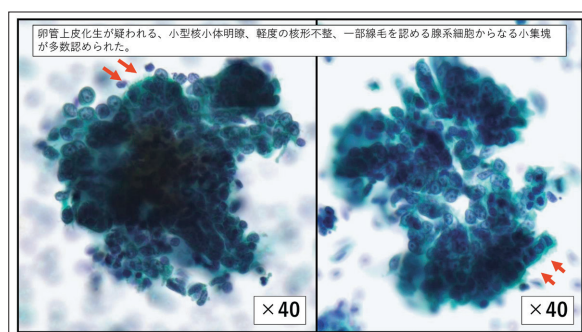 卵管上皮化生が疑われる、小型核小体明瞭、軽度の核形不整、一部線毛を認める腺系細胞からなる小集塊
が多数認められた。
×40
×40